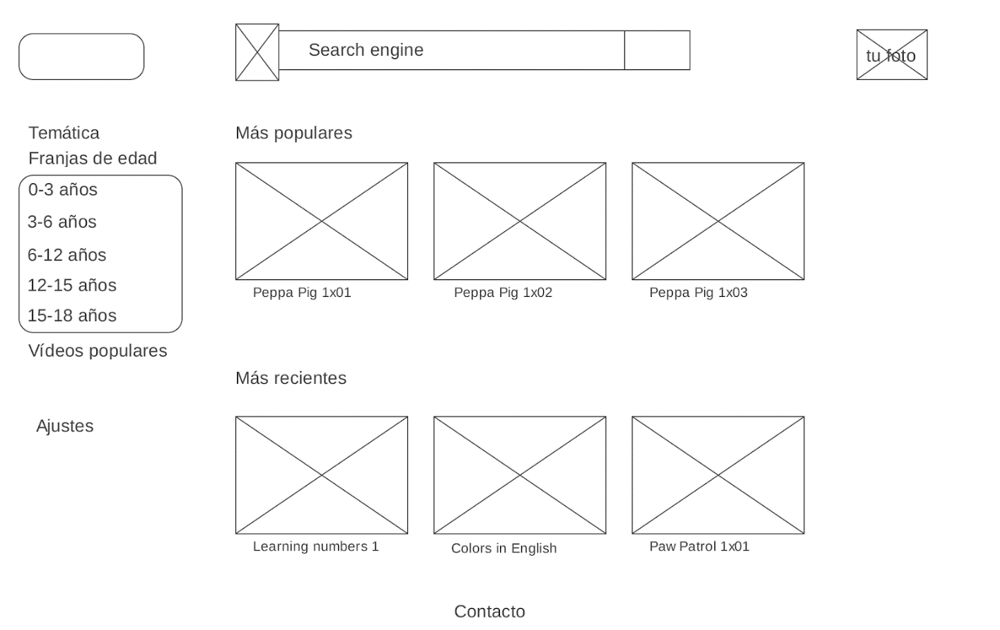 Search engine
tu foto
Temática
Franjas de edad
0-3 años
3-6 años
6-12 años
12-15 años
15-18 años
Vídeos populares
Ajustes
Más populares
Peppa Pig 1x01
Peppa Pig 1x02
Peppa Pig 1x03
Más recientes
Learning numbers 1
Colors in English
Paw Patrol 1x01
Contacto